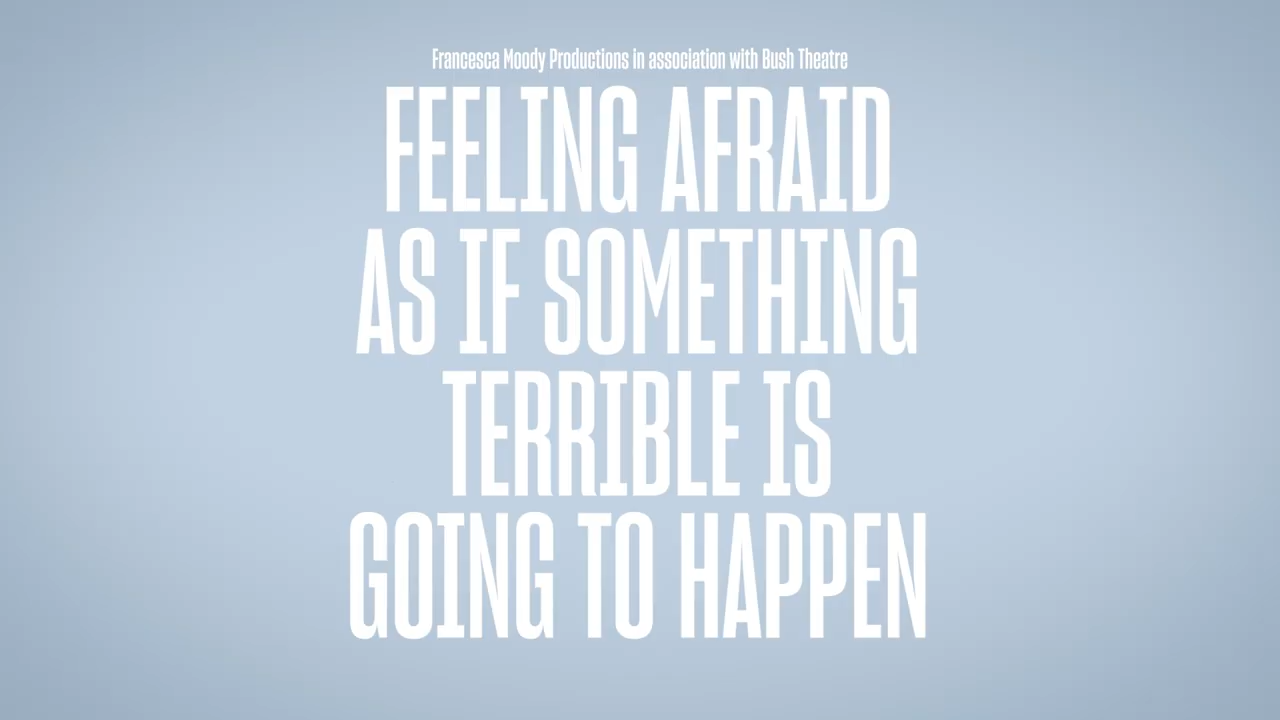 Francesca Moody Productions in association with Bush Theatre
FEELING AFRAID
AS IF SOMETHING
TERRIBLE IS
GOING TO HAPPEN